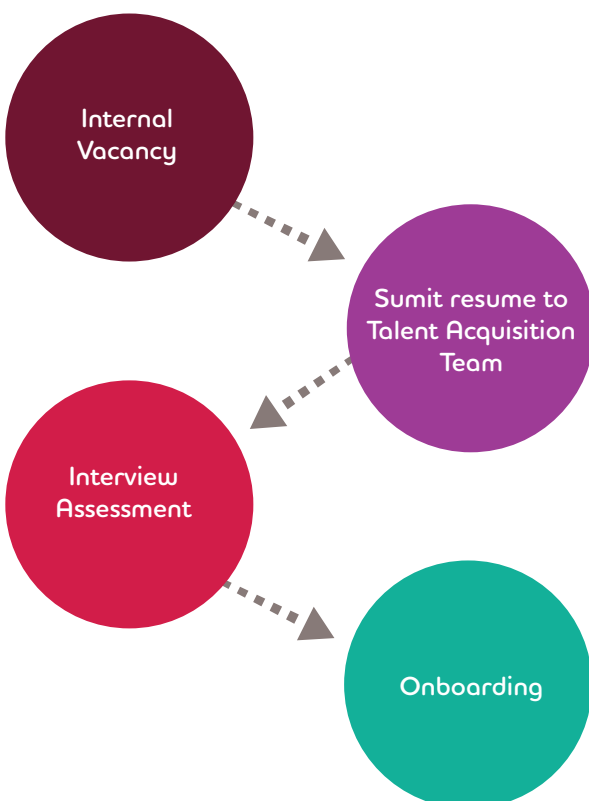 Internal
Vacancy
Sumit resume to
Talent Acquisition
Team
Interview
Assessment
Onboarding